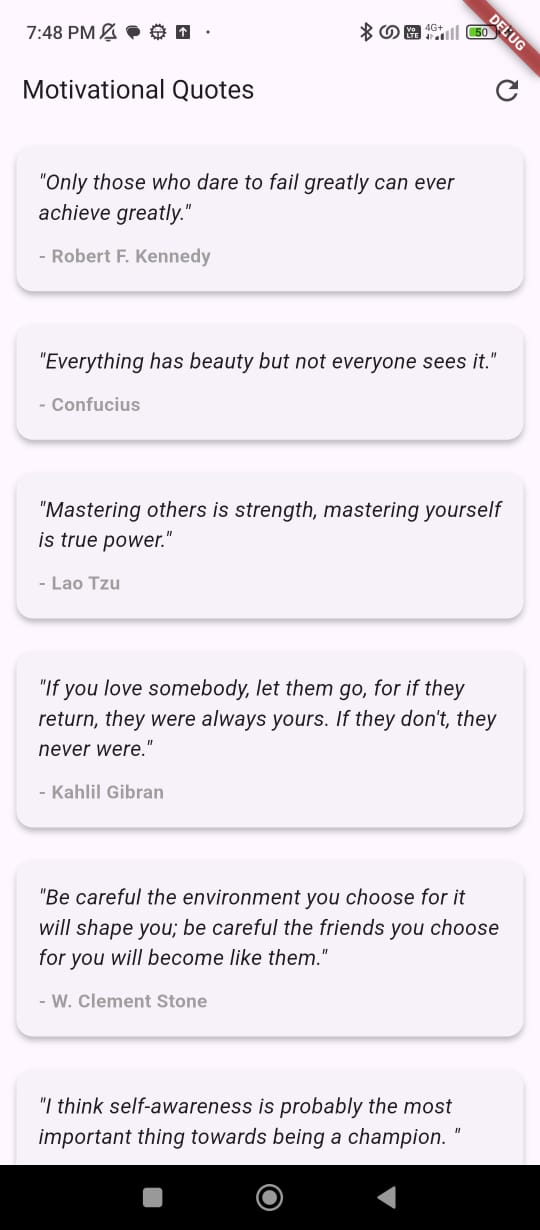 7:48 PM
Vo LTE 4G+ 50
DEBUG
Motivational Quotes
"Only those who dare to fail greatly can ever
achieve greatly."
- Robert F. Kennedy
"Everything has beauty but not everyone sees it."
- Confucius
"Mastering others is strength, mastering yourself
is true power."
- Lao Tzu
"If you love somebody, let them go, for if they
return, they were always yours. If they don't, they
never were."
- Kahlil Gibran
"Be careful the environment you choose for it
will shape you; be careful the friends you choose
for you will become like them."
- W. Clement Stone
"I think self-awareness is probably the most
important thing towards being a champion. "